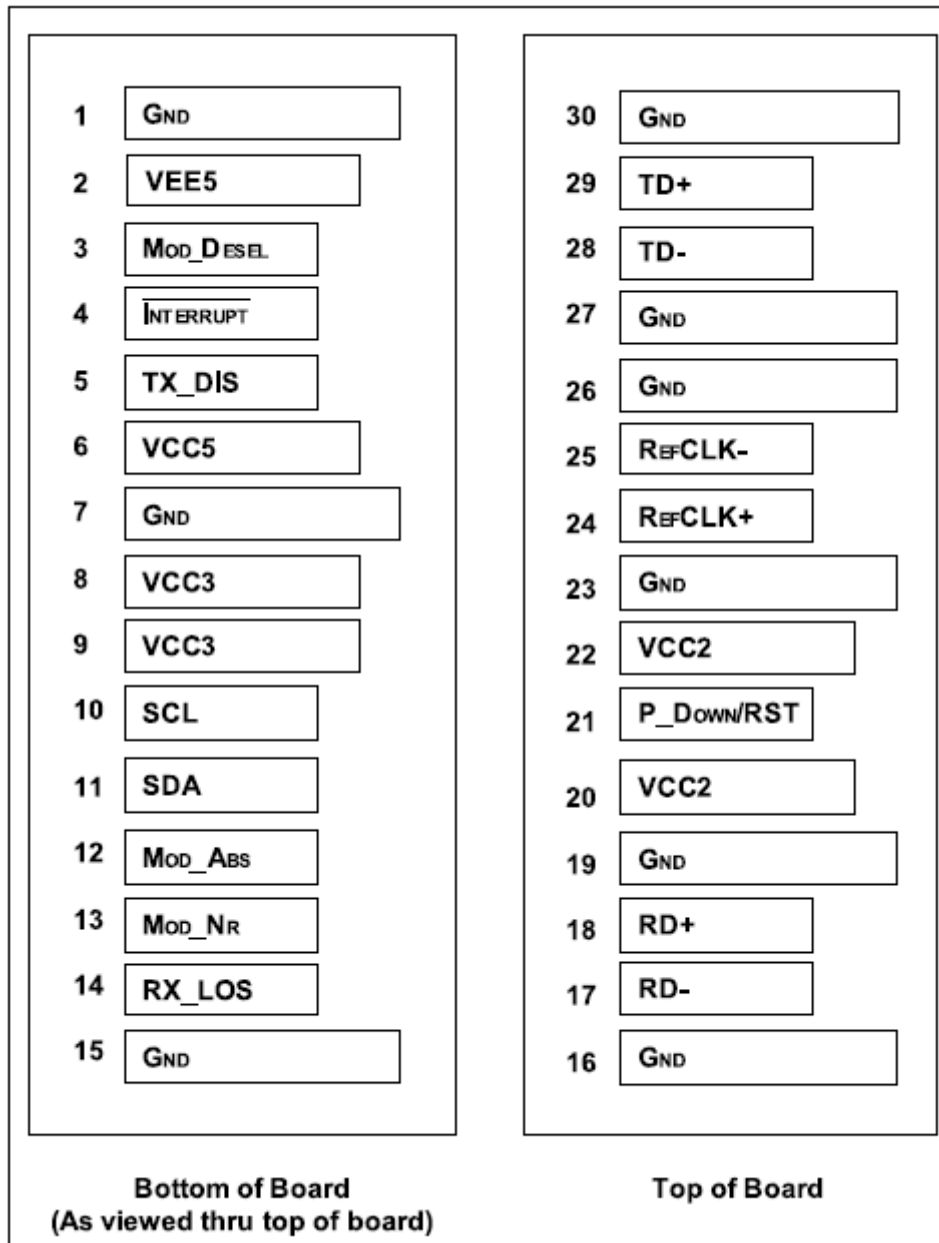 1 GND
2 VEE5
3 MOD_DESEL
4 INTERRUPT
5 TX_DIS
6 VCC5
7 GND
8 VCC3
9 VCC3
10 SCL
11 SDA
12 MOD_ABS
13 MOD_NR
14 RX_LOS
15 GND
Bottom of Board
(As viewed thru top of board)
30 GND
29 TD+
28 TD-
27 GND
26 GND
25 REFCLK-
24 REFCLK+
23 GND
22 VCC2
21 P_DOWN/RST
20 VCC2
19 GND
18 RD+
17 RD-
16 GND
Top of Board